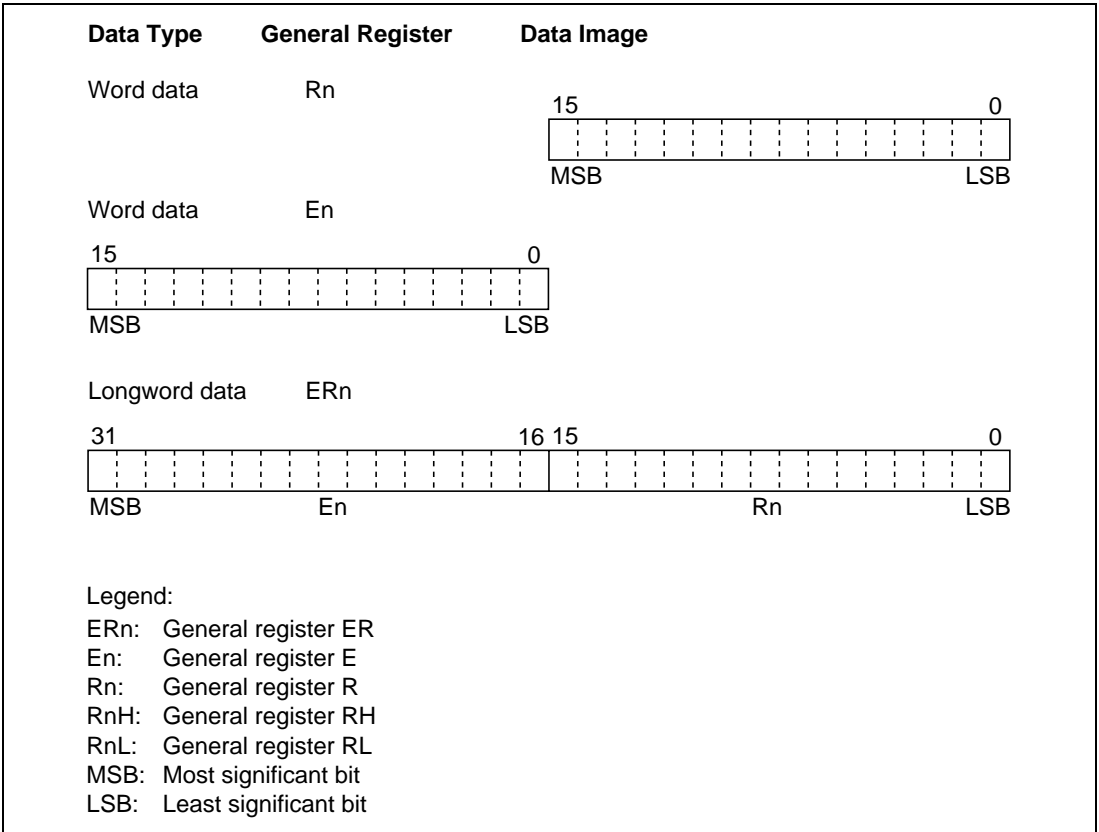 Data Type General Register Data Image
Word data Rn
15 0
MSB LSB
Word data En
15 0
MSB LSB
Longword data ERn
31 16 15 0
MSB En Rn LSB
Legend:
ERn: General register ER
En: General register E
Rn: General register R
RnH: General register RH
RnL: General register RL
MSB: Most significant bit
LSB: Least significant bit